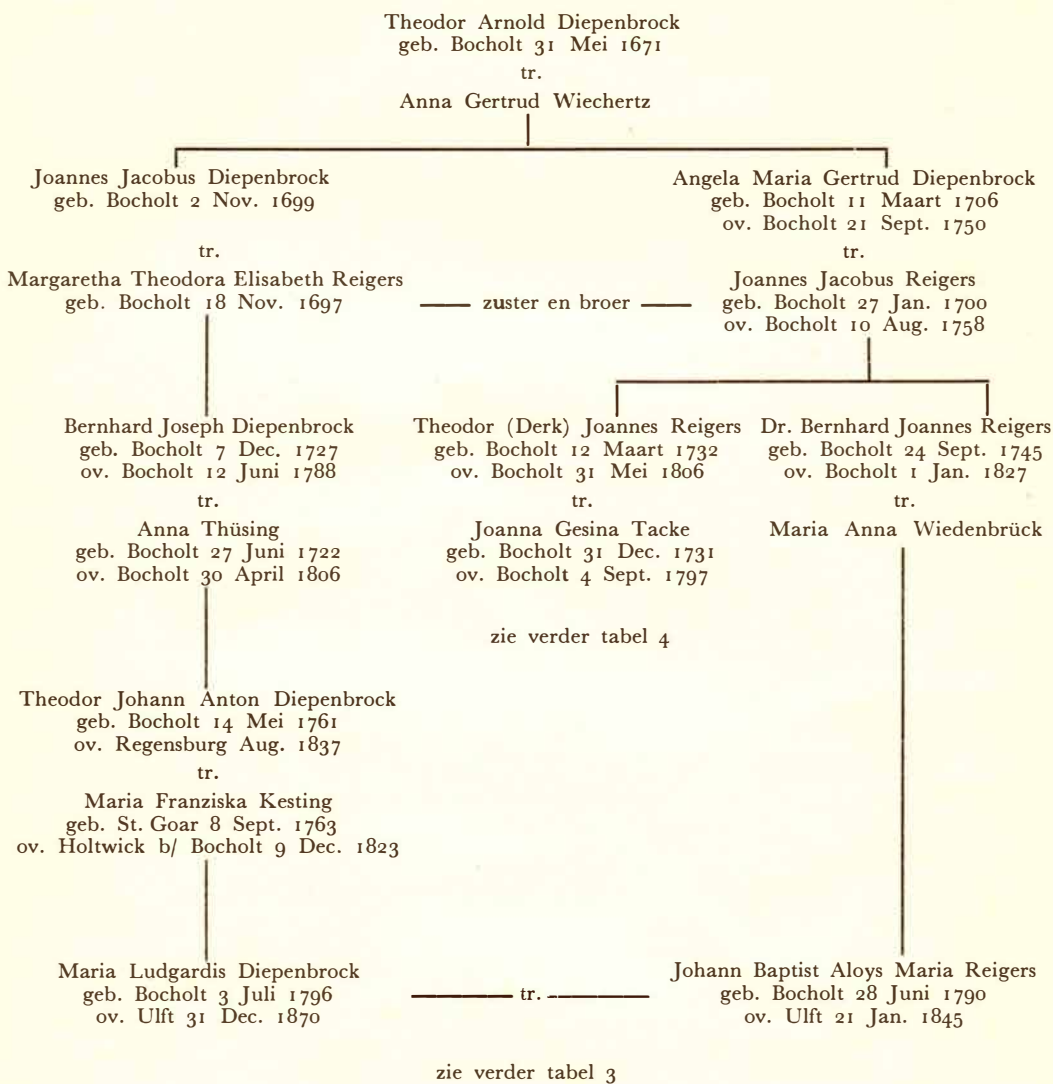 Theodor Arnold Diepenbrock
geb. Bocholt 31 Mei 1671
tr.
Anna Gertrud Wiechertz
Joannes Jacobus Diepenbrock
geb. Bocholt 2 Nov. 1699
tr.
Margaretha Theodora Elisabeth Reigers
geb. Bocholt 18 Nov. 1697
zuster en broer
Angela Maria Gertrud Diepenbrock
geb. Bocholt 11 Maart 1706
ov. Bocholt 21 Sept. 1750
tr.
Joannes Jacobus Reigers
geb. Bocholt 27 Jan. 1700
ov. Bocholt 10 Aug. 1758
Bernhard Joseph Diepenbrock
geb. Bocholt 7 Dec. 1727
ov. Bocholt 12 Juni 1788
tr.
Anna Thüsing
geb. Bocholt 27 Juni 1722
ov. Bocholt 30 April 1806
Theodor (Derk) Joannes Reigers
geb. Bocholt 12 Maart 1732
ov. Bocholt 31 Mei 1806
tr.
Joanna Gesina Tacke
geb. Bocholt 31 Dec. 1731
ov. Bocholt 4 Sept. 1797
zie verder tabel 4
Dr. Bernhard Joannes Reigers
geb. Bocholt 24 Sept. 1745
ov. Bocholt 1 Jan. 1827
tr.
Maria Anna Wiedenbrück
Theodor Johann Anton Diepenbrock
geb. Bocholt 14 Mei 1761
ov. Regensburg Aug. 1837
tr.
Maria Franziska Kesting
geb. St. Goar 8 Sept. 1763
ov. Holtwick b/ Bocholt 9 Dec. 1823
Maria Ludgardis Diepenbrock
geb. Bocholt 3 Juli 1796
ov. Ulft 31 Dec. 1870
tr.
Johann Baptist Aloys Maria Reigers
geb. Bocholt 28 Juni 1790
ov. Ulft 21 Jan. 1845
zie verder tabel 3